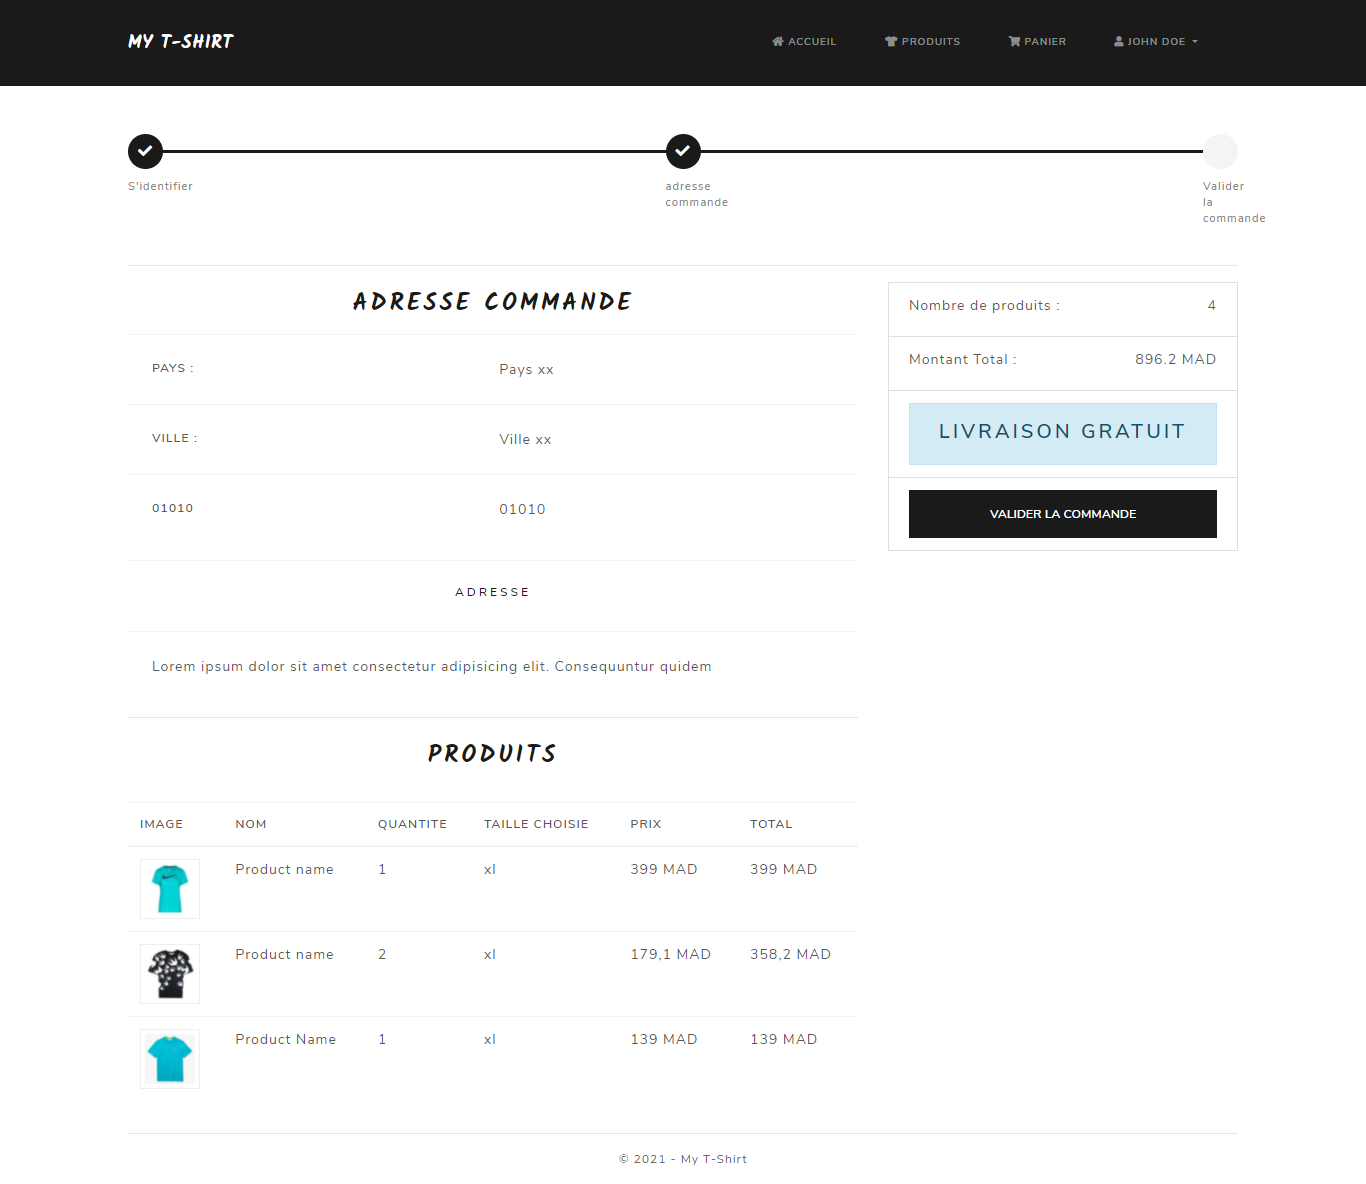 MY T-SHIRT
ACCUEIL
PRODUITS
PANIER
JOHN DOE
S'identifier
adresse
commande
Valider
la
commande
ADRESSE COMMANDE
PAYS :
Pays xx
VILLE :
Ville xx
01010
01010
ADRESSE
Lorem ipsum dolor sit amet consectetur adipisicing elit. Consequuntur quidem
Nombre de produits :
4
Montant Total :
896.2 MAD
LIVRAISON GRATUIT
VALIDER LA COMMANDE
PRODUITS
IMAGE NOM QUANTITE TAILLE CHOISIE PRIX TOTAL
Product name 1 xl 399 MAD 399 MAD
Product name 2 xl 179,1 MAD 358,2 MAD
Product Name 1 xl 139 MAD 139 MAD
© 2021 - My T-Shirt